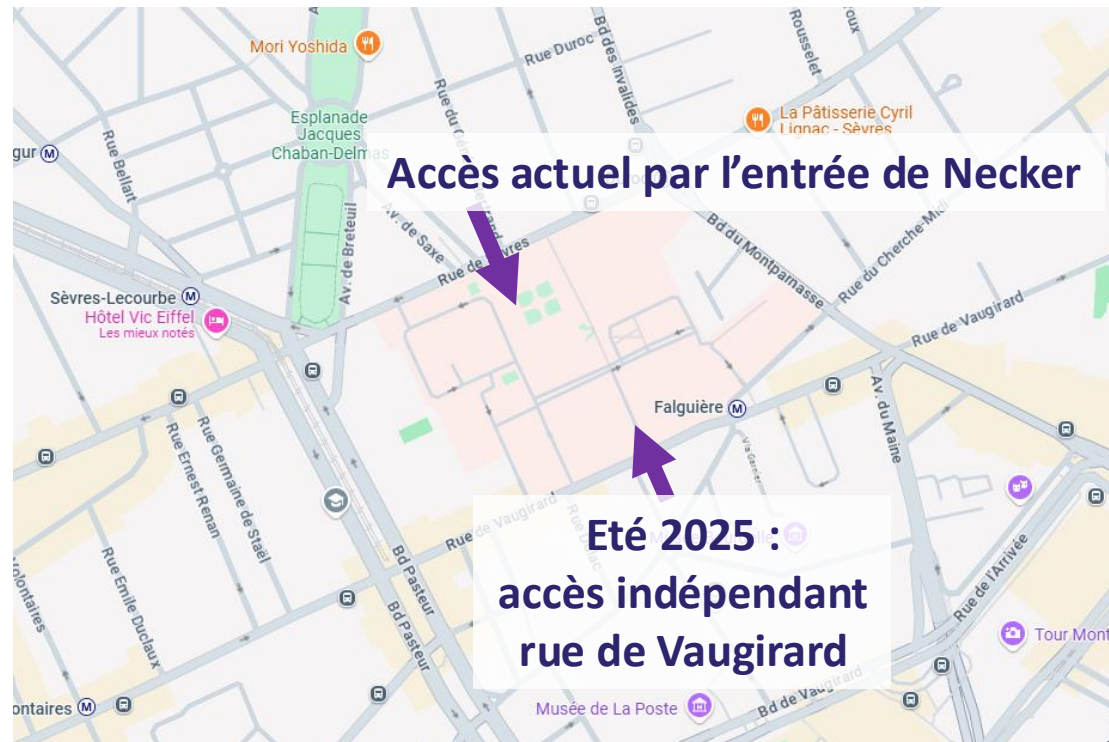 Mori Yoshida
Rue Duroc
Bd des Invalides
Rousselet
Esplanade
Jacques
Chaban-Delmas
La Pâtisserie Cyril
Lignac - Sèvres
gur
Rue Bellart
Accès actuel par l’entrée de Necker
Av. de Saxe
Av. de Breteuil
Rue de Sèvres
Bd du Montparnasse
Rue du Cherche-Midi
Sèvres-Lecourbe
Hôtel Vic Eiffel
Les mieux notés
Rue de Vaugirard
Falguière
Av. du Maine
Rue Germaine de Staël
Rue Ernest Renan
Rue de Vaugirard
Eté 2025 :
accès indépendant
rue de Vaugirard
Rue Emile Duclaux
Bd Pasteur
Bd Pasteur
olontaires
Rue de l'Arrivée
Tour Mont
ontaires
Musée de La Poste
Bd de Vaugirard